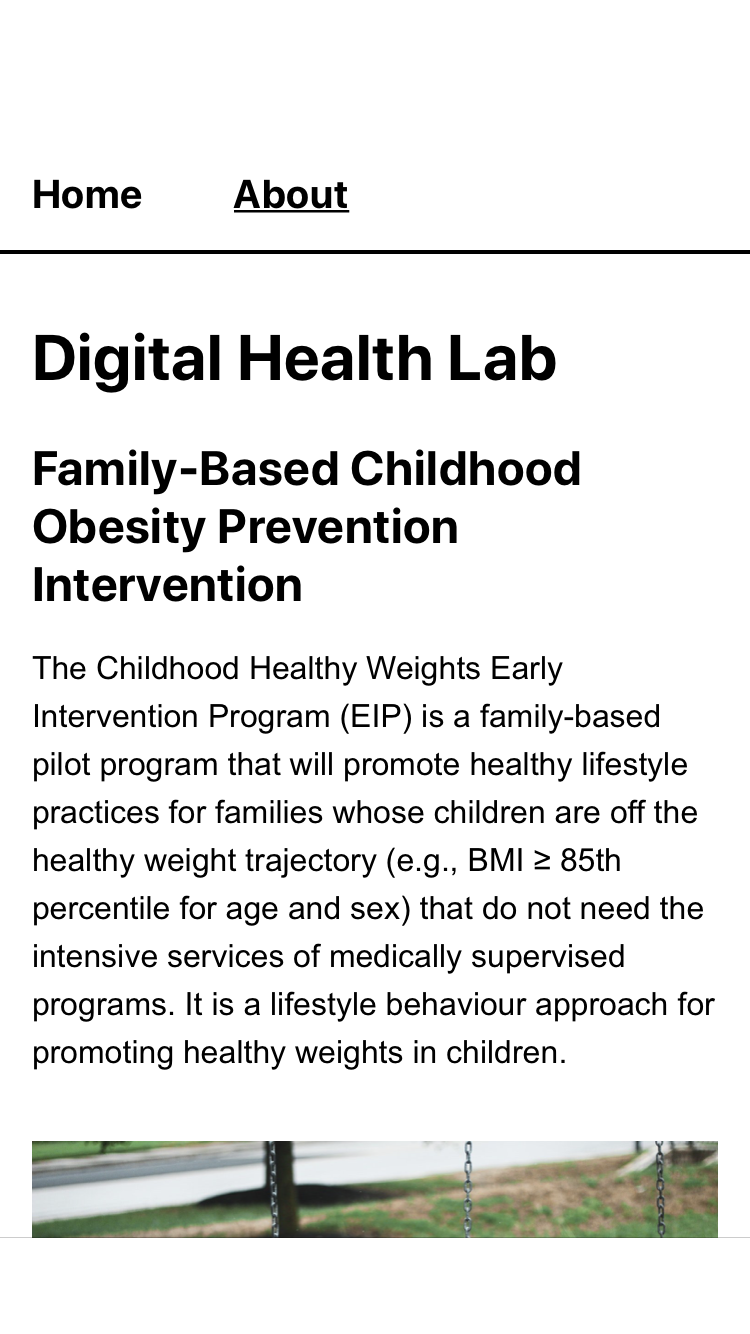 Home About
Digital Health Lab
Family-Based Childhood
Obesity Prevention
Intervention
The Childhood Healthy Weights Early
Intervention Program (EIP) is a family-based
pilot program that will promote healthy lifestyle
practices for families whose children are off the
healthy weight trajectory (e.g., BMI ≥ 85th
percentile for age and sex) that do not need the
intensive services of medically supervised
programs. It is a lifestyle behaviour approach for
promoting healthy weights in children.